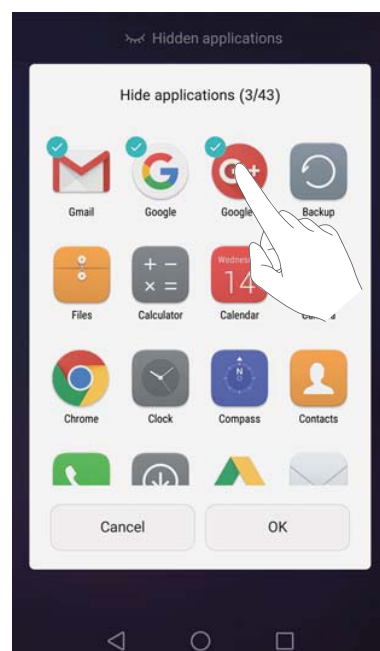 Hidden applications
Hide applications (3/43)
G+
Gmail Google Google Backup
14
Files Calculator Calendar
N
Chrome Clock Compass Contacts
Cancel OK